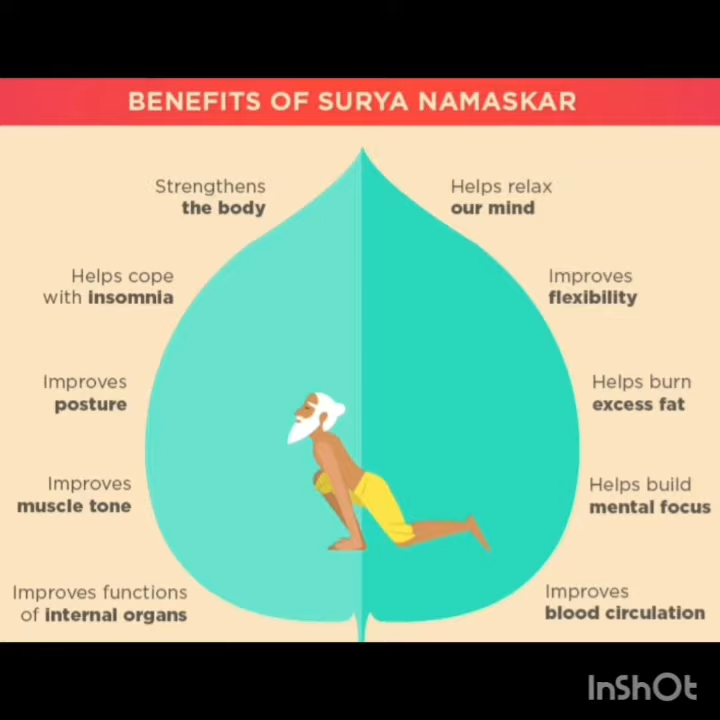 BENEFITS OF SURYA NAMASKAR
Strengthens
the body
Helps cope
with insomnia
Improves
posture
Improves
muscle tone
Improves functions
of internal organs
Helps relax
our mind
Improves
flexibility
Helps burn
excess fat
Helps build
mental focus
Improves
blood circulation
InShOt